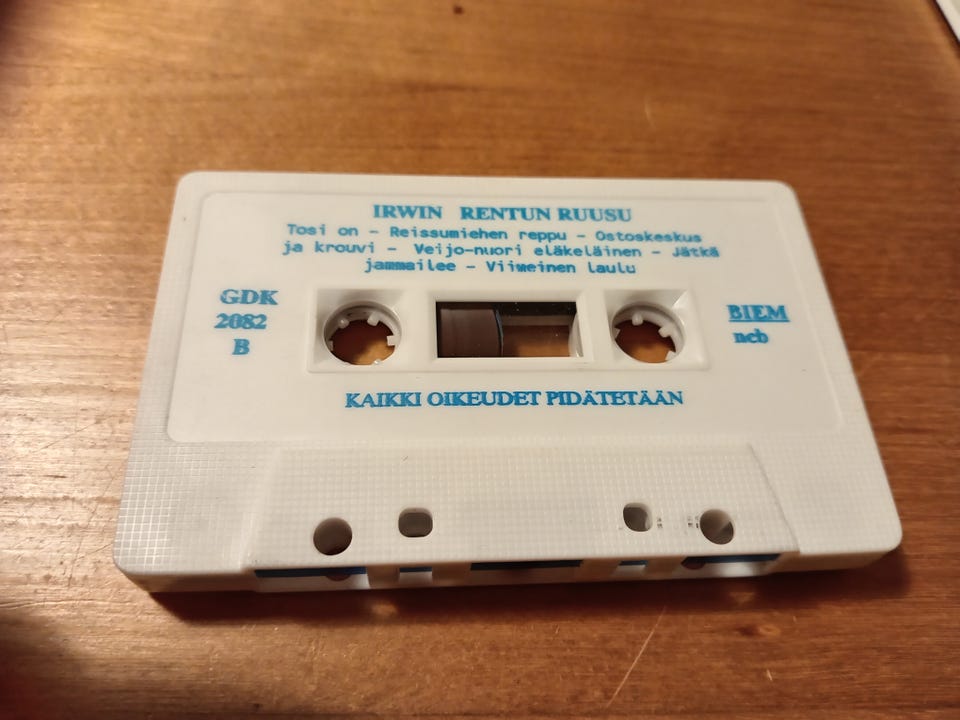 IRWIN RENTUN RUUSU
Tosi on - Reissumiehen reppu - Ostoskeskus
ja krouvi - Veijo-nuori eläkeläinen - Jätkä
jammailee - Viimeinen laulu
GDK
2082
B
BIEM
ncb
KAIKKI OIKEUDET PIDÄTETÄÄN